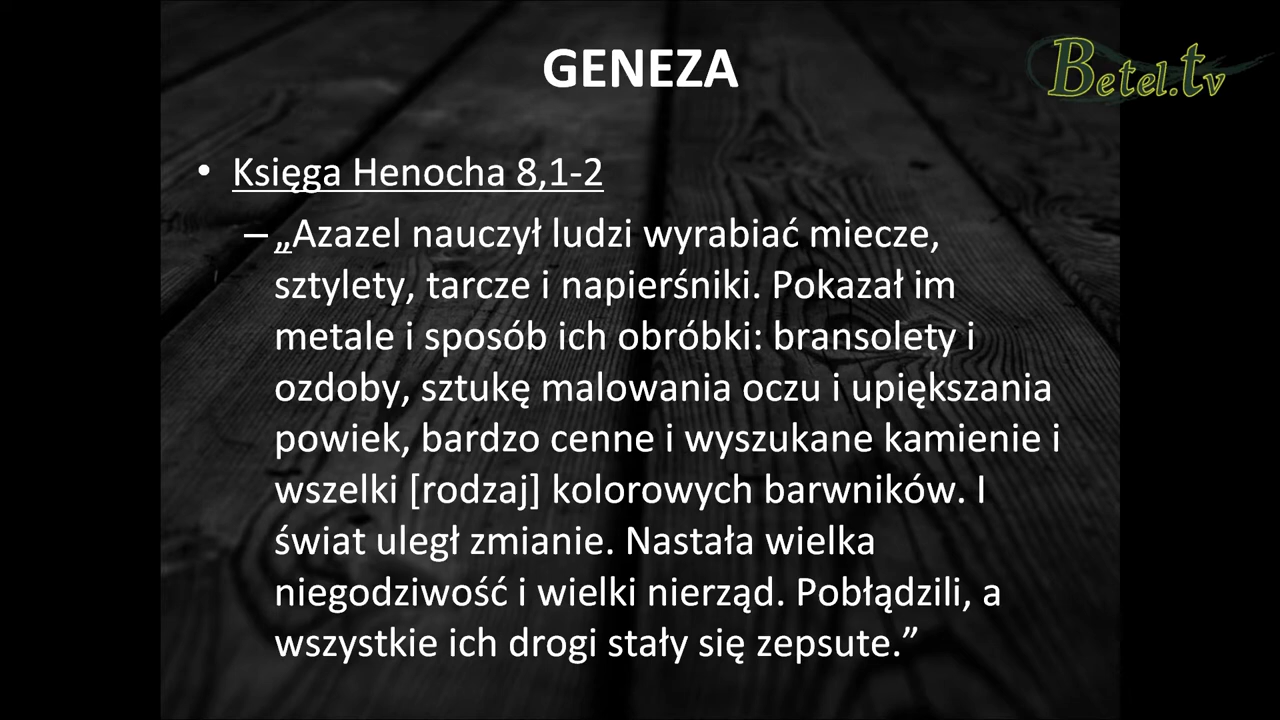 GENEZA
Betel.tv
• Księga Henocha 8,1-2
– „Azazel nauczył ludzi wyrabiać miecze,
sztylety, tarcze i napierśniki. Pokazał im
metale i sposób ich obróbki: bransolety i
ozdoby, sztukę malowania oczu i upiększania
powiek, bardzo cenne i wyszukane kamienie i
wszelki [rodzaj] kolorowych barwników. I
świat uległ zmianie. Nastała wielka
niegodziwość i wielki nierząd. Pobłądzili, a
wszystkie ich drogi stały się zepsute.”